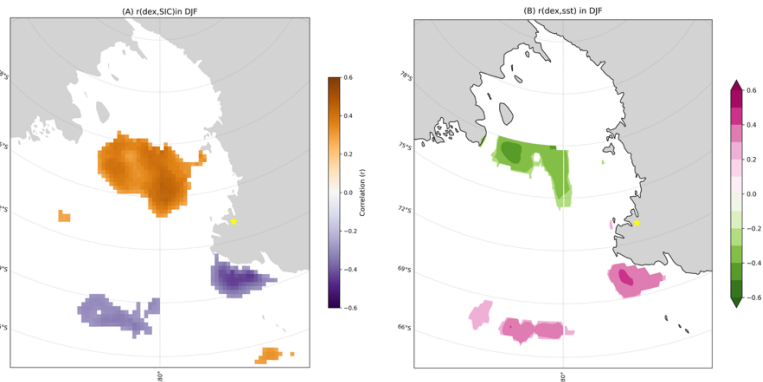 (A) r(dex,SIC)in DJF
(B) r(dex,sst) in DJF
0.6
0.4
0.2
0.0
−0.2
−0.4
−0.6
Correlation (r)
78°S
75°S
72°S
69°S
66°S
0.6
0.4
0.2
0.0
−0.2
−0.4
−0.6